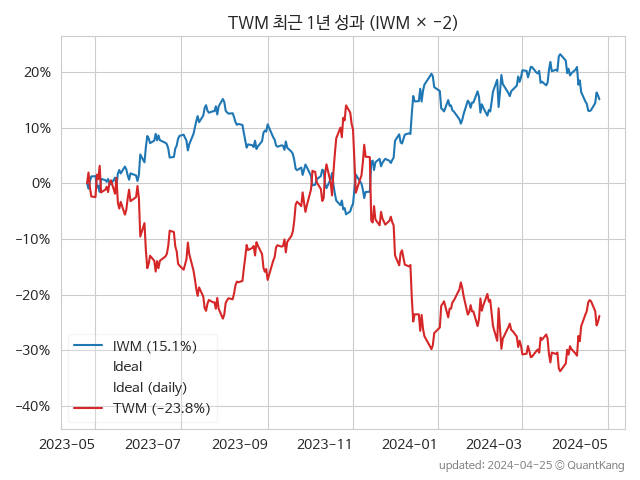 TWM 최근 1년 성과 (IWM × −2)
20%
10%
0%
−10%
−20%
−30%
−40%
IWM (15.1%)
Ideal
Ideal (daily)
TWM (−23.8%)
2023-05
2023-07
2023-09
2023-11
2024-01
2024-03
2024-05
updated: 2024-04-25 © QuantKang